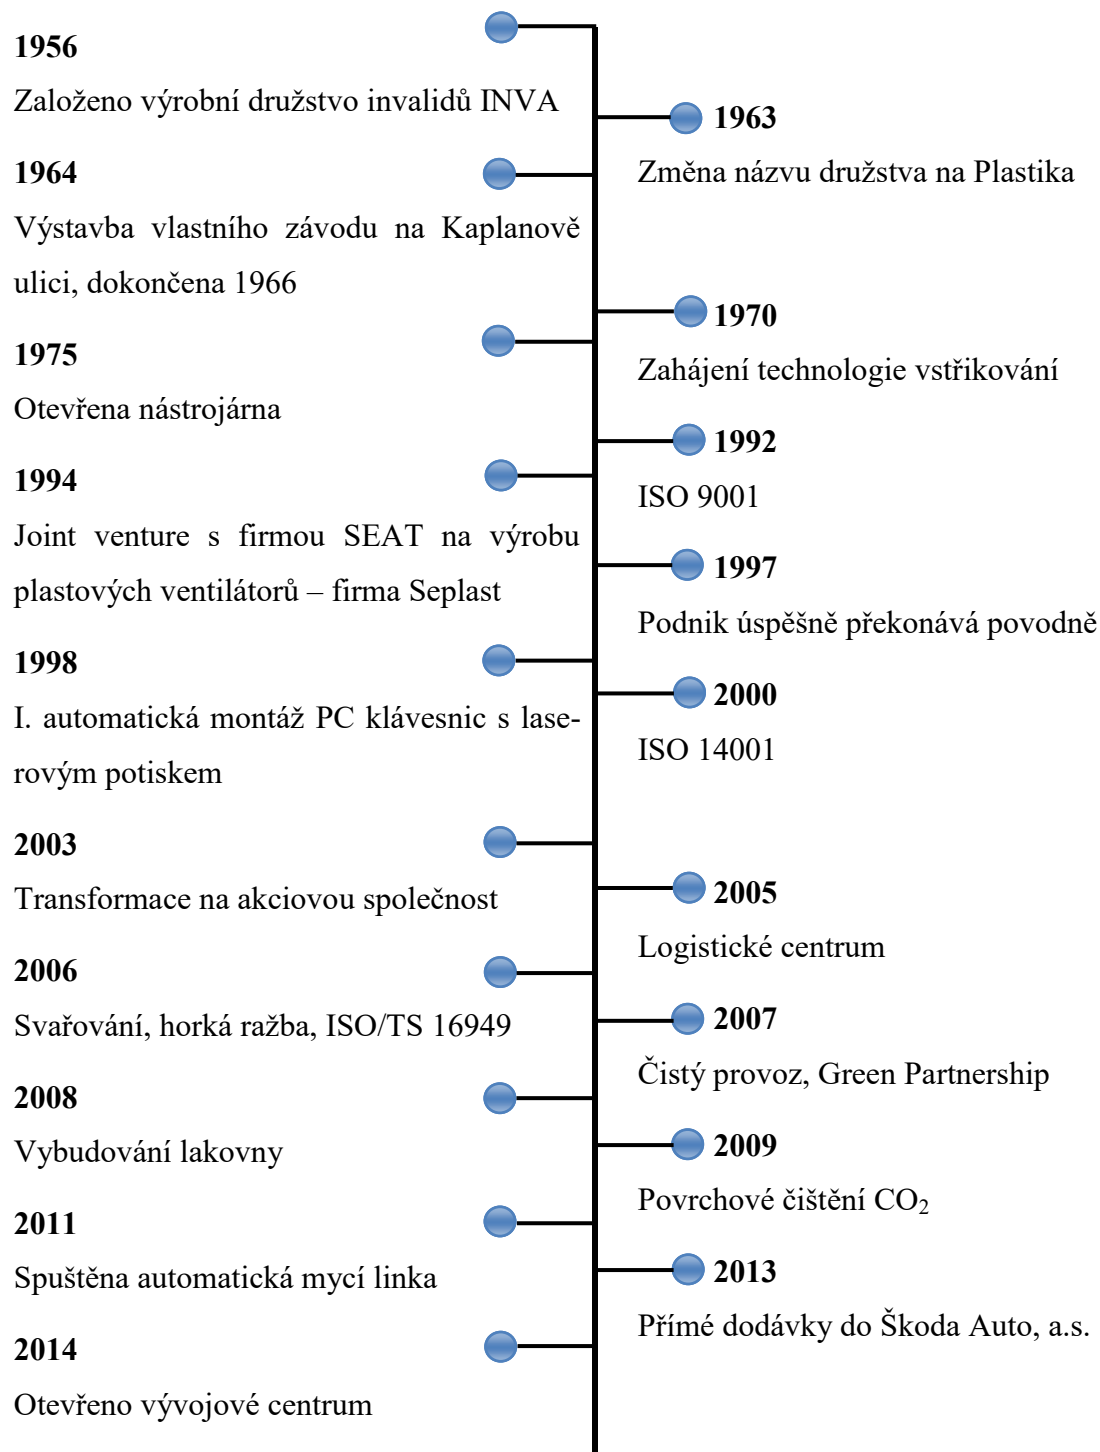 1956
Založeno výrobní družstvo invalidů INVA
1963
Změna názvu družstva na Plastika
1964
Výstavba vlastního závodu na Kaplanově
ulici, dokončena 1966
1970
Zahájení technologie vstřikování
1975
Otevřena nástrojárna
1992
ISO 9001
1994
Joint venture s firmou SEAT na výrobu
plastových ventilátorů – firma Seplast
1997
Podnik úspěšně překonává povodně
1998
I. automatická montáž PC klávesnic s lase-
rovým potiskem
2000
ISO 14001
2003
Transformace na akciovou společnost
2005
Logistické centrum
2006
Svařování, horká ražba, ISO/TS 16949
2007
Čistý provoz, Green Partnership
2008
Vybudování lakovny
2009
Povrchové čištění CO₂
2011
Spuštěna automatická mycí linka
2013
Přímé dodávky do Škoda Auto, a.s.
2014
Otevřeno vývojové centrum